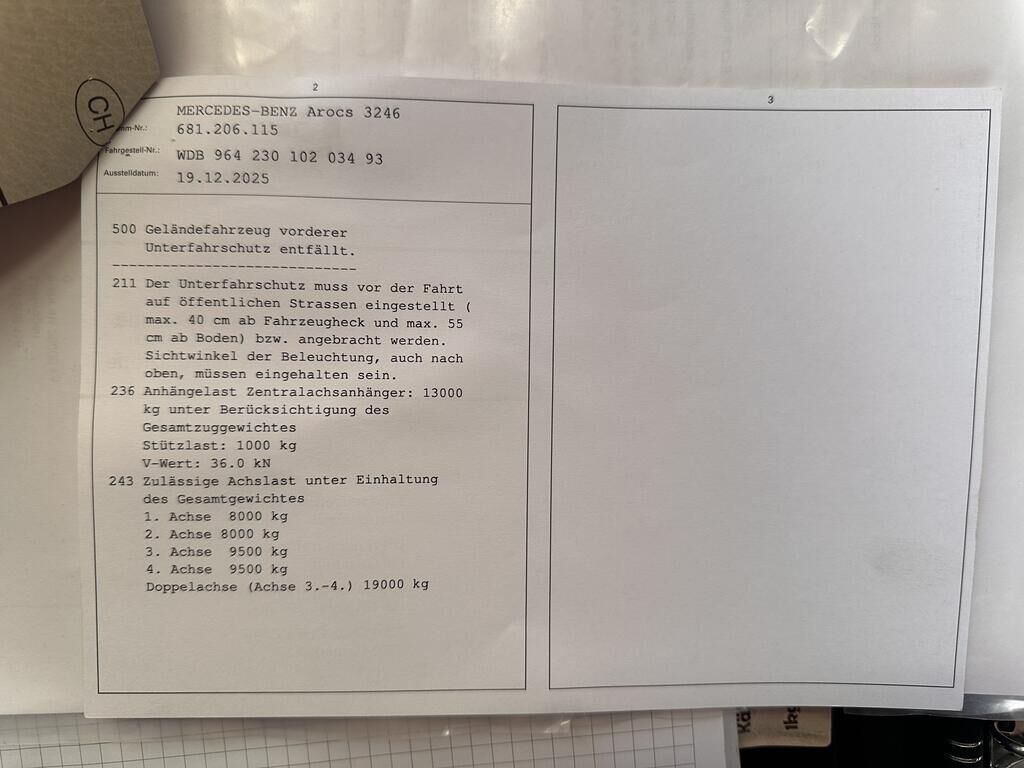 CH
2
MERCEDES-BENZ Arocs 3246
mm-Nr.: 681.206.115
Fahrgestell-Nr.: WDB 964 230 102 034 93
Ausstelldatum: 19.12.2025
500 Geländefahrzeug vorderer
Unterfahrschutz entfällt.
-----------------------------
211 Der Unterfahrschutz muss vor der Fahrt
auf öffentlichen Strassen eingestellt (
max. 40 cm ab Fahrzeugheck und max. 55
cm ab Boden) bzw. angebracht werden.
Sichtwinkel der Beleuchtung, auch nach
oben, müssen eingehalten sein.
236 Anhängelast Zentralachsanhänger: 13000
kg unter Berücksichtigung des
Gesamtzuggewichtes
Stützlast: 1000 kg
V-Wert: 36.0 kN
243 Zulässige Achslast unter Einhaltung
des Gesamtgewichtes
1. Achse 8000 kg
2. Achse 8000 kg
3. Achse 9500 kg
4. Achse 9500 kg
Doppelachse (Achse 3.-4.) 19000 kg
3
1kg